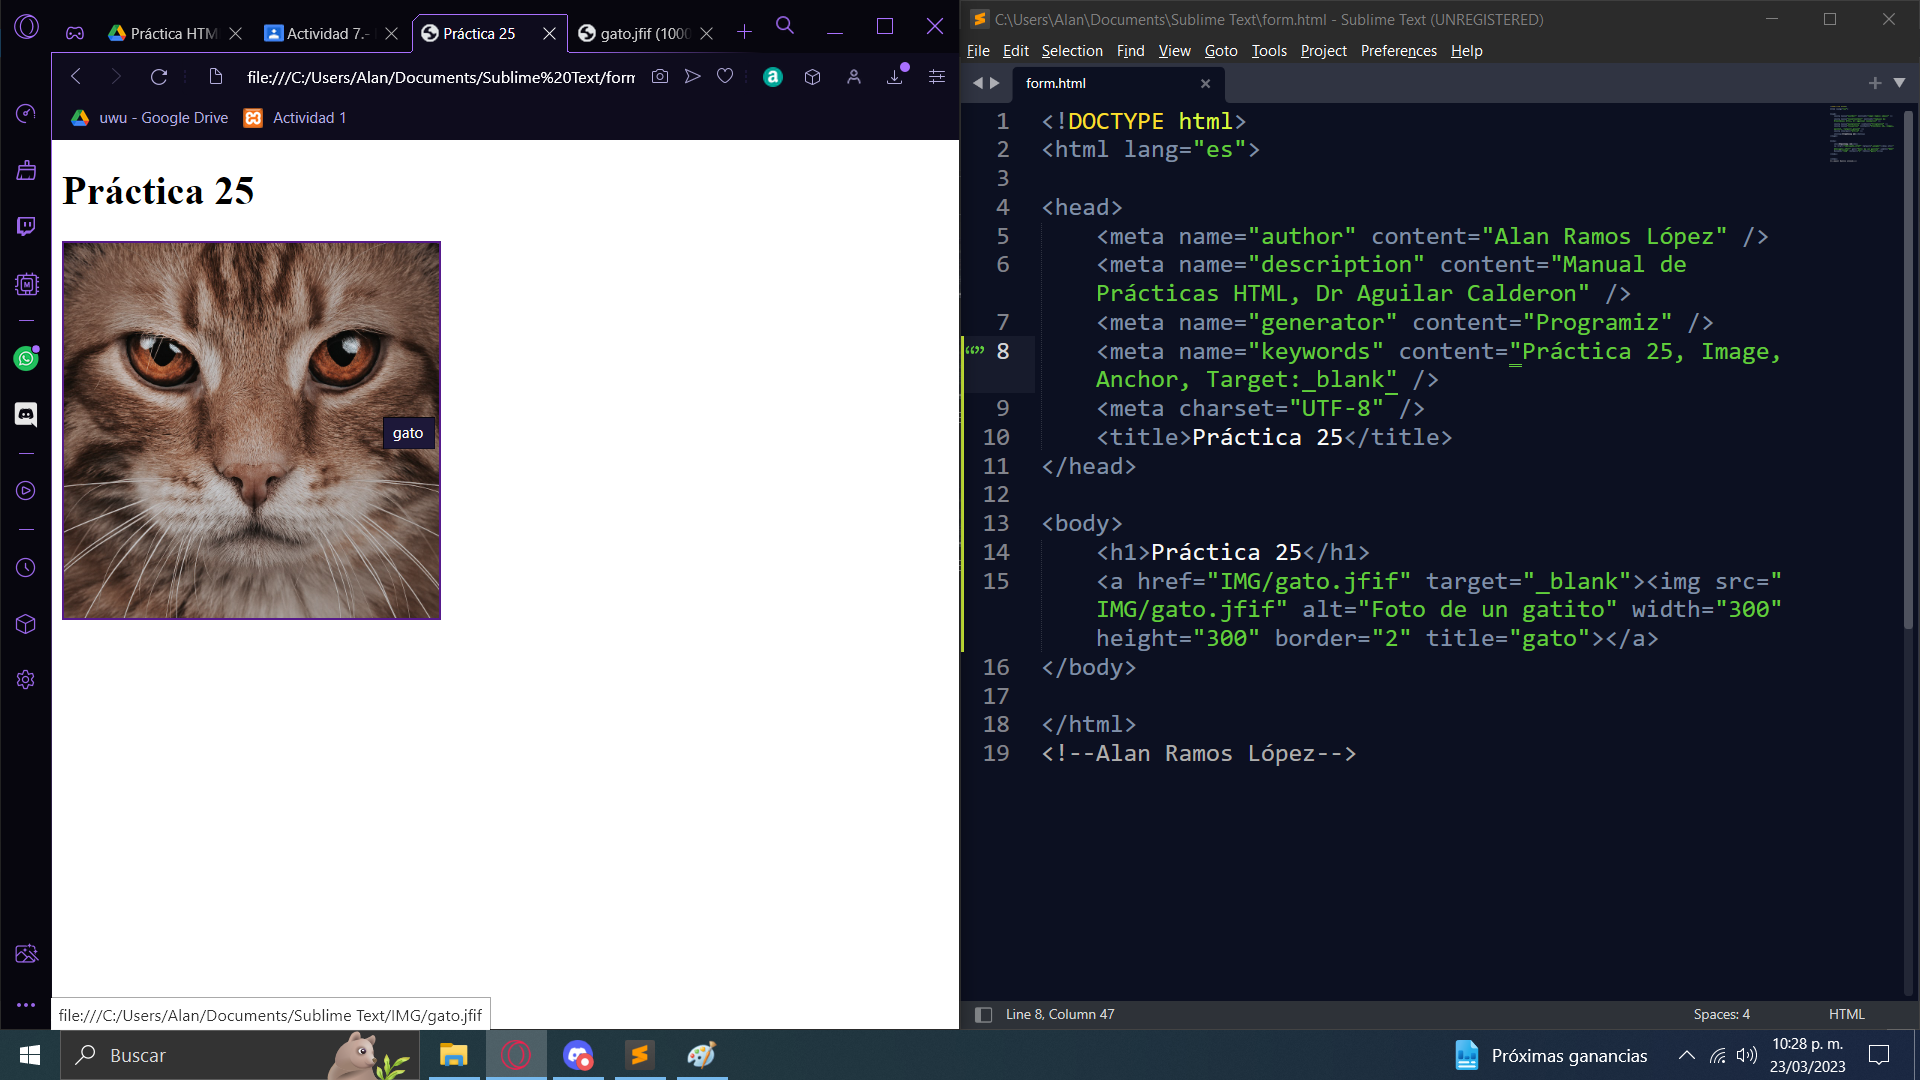 Práctica HTM
Actividad 7.-
Práctica 25
gato.jfif (1000
file:///C:/Users/Alan/Documents/Sublime%20Text/form
uwu - Google Drive
Actividad 1
Práctica 25
gato
file:///C:/Users/Alan/Documents/Sublime Text/IMG/gato.jfif
C:\Users\Alan\Documents\Sublime Text\form.html - Sublime Text (UNREGISTERED)
File Edit Selection Find View Goto Tools Project Preferences Help
form.html
1 <!DOCTYPE html>
2 <html lang="es">
3
4 <head>
5 <meta name="author" content="Alan Ramos López" />
6 <meta name="description" content="Manual de
Prácticas HTML, Dr Aguilar Calderon" />
7 <meta name="generator" content="Programiz" />
8 <meta name="keywords" content="Práctica 25, Image,
Anchor, Target:_blank" />
9 <meta charset="UTF-8" />
10 <title>Práctica 25</title>
11 </head>
12
13 <body>
14 <h1>Práctica 25</h1>
15 <a href="IMG/gato.jfif" target="_blank"><img src="
IMG/gato.jfif" alt="Foto de un gatito" width="300"
height="300" border="2" title="gato"></a>
16 </body>
17
18 </html>
19 <!--Alan Ramos López-->
Line 8, Column 47
Spaces: 4
HTML
Buscar
Próximas ganancias
10:28 p. m.
23/03/2023